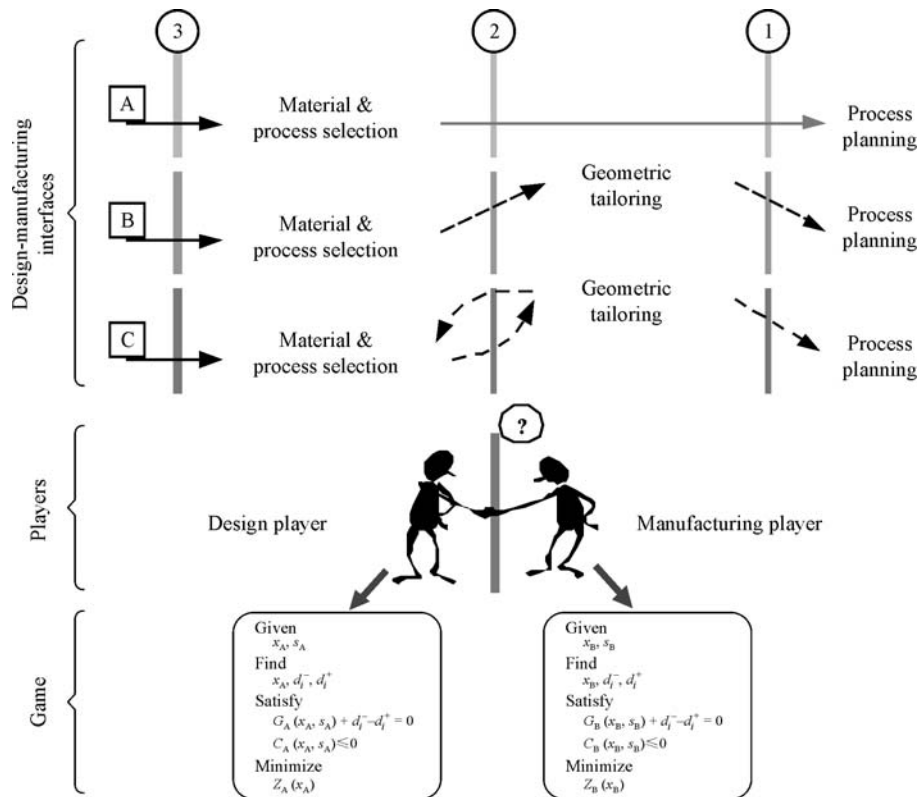 3
2
1
Design-manufacturing
interfaces
A
Material &
process selection
Process
planning
B
Material &
process selection
Geometric
tailoring
Process
planning
C
Material &
process selection
Geometric
tailoring
Process
planning
Players
?
Design player
Manufacturing player
Game
Given
x_A, s_A
Find
x_A, d_i^-, d_i^+
Satisfy
G_A (x_A, s_A) + d_i^- – d_i^+ = 0
C_A (x_A, s_A) ≤ 0
Minimize
Z_A (x_A)
Given
x_B, s_B
Find
x_B, d_i^-, d_i^+
Satisfy
G_B (x_B, s_B) + d_i^- – d_i^+ = 0
C_B (x_B, s_B) ≤ 0
Minimize
Z_B (x_B)